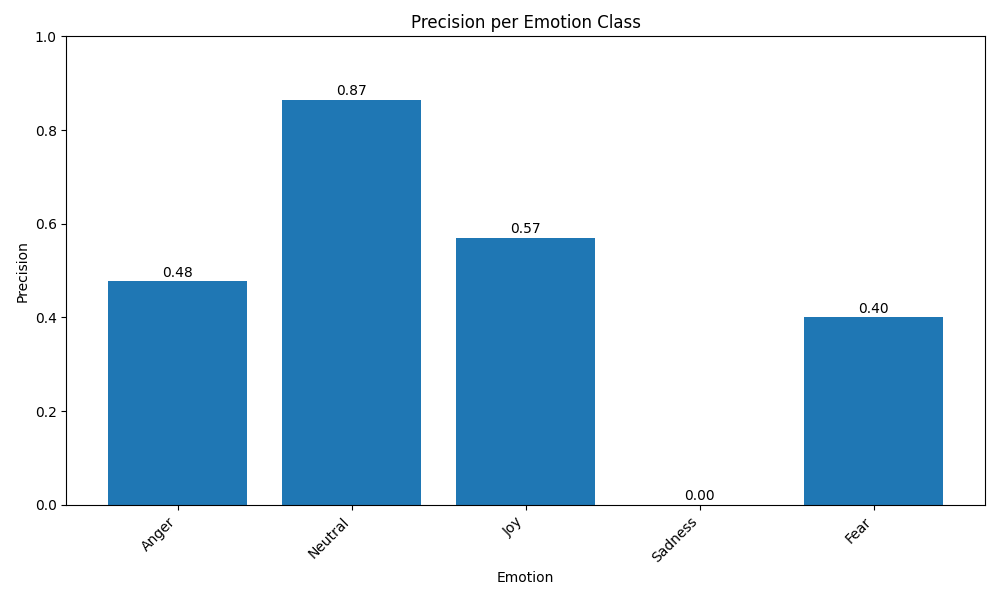 Precision per Emotion Class
1.0
0.8
0.6
0.4
0.2
0.0
Precision
0.48
0.87
0.57
0.00
0.40
Anger
Neutral
Joy
Sadness
Fear
Emotion